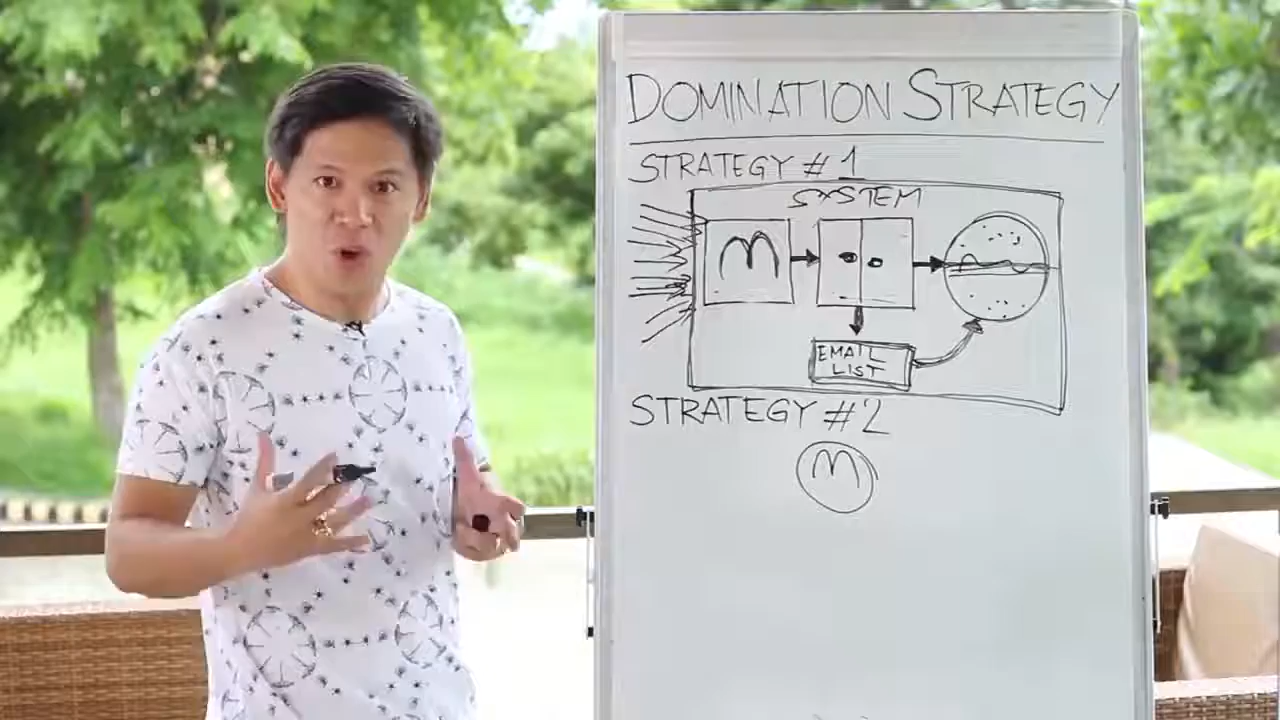 DOMINATION STRATEGY
STRATEGY #1
SYSTEM
M
EMAIL
LIST
STRATEGY #2
M